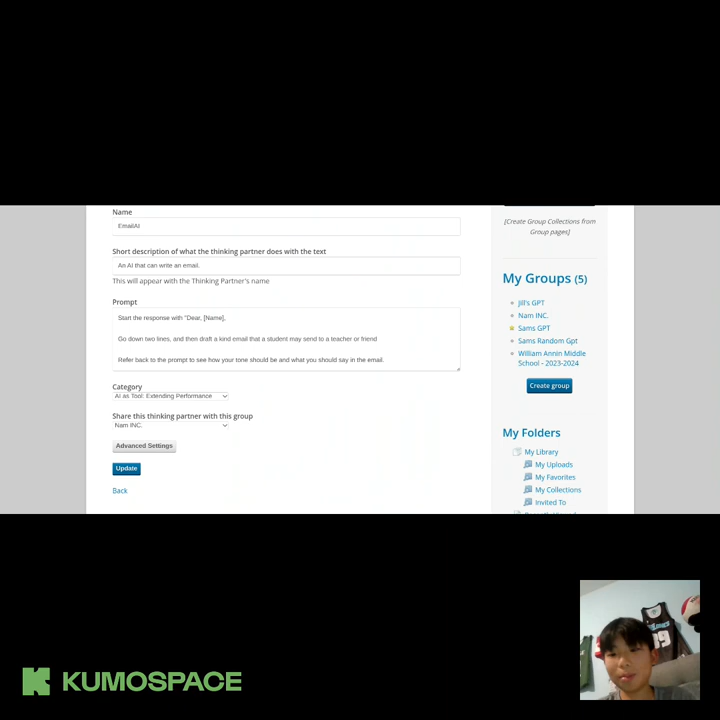 Name
EmailAI
Short description of what the thinking partner does with the text
An AI that can write an email.
This will appear with the Thinking Partner's name
Prompt
Start the response with "Dear, [Name],
Go down two lines, and then draft a kind email that a student may send to a teacher or friend
Refer back to the prompt to see how your tone should be and what you should say in the email.
Category
AI as Tool: Extending Performance
Share this thinking partner with this group
Nam INC.
Advanced Settings
Update
Back
[Create Group Collections from
Group pages]
My Groups (5)
Jill's GPT
Nam INC.
Sams GPT
Sams Random Gpt
William Annin Middle
School - 2023-2024
Create group
My Folders
My Library
My Uploads
My Favorites
My Collections
Invited To
KUMOSPACE